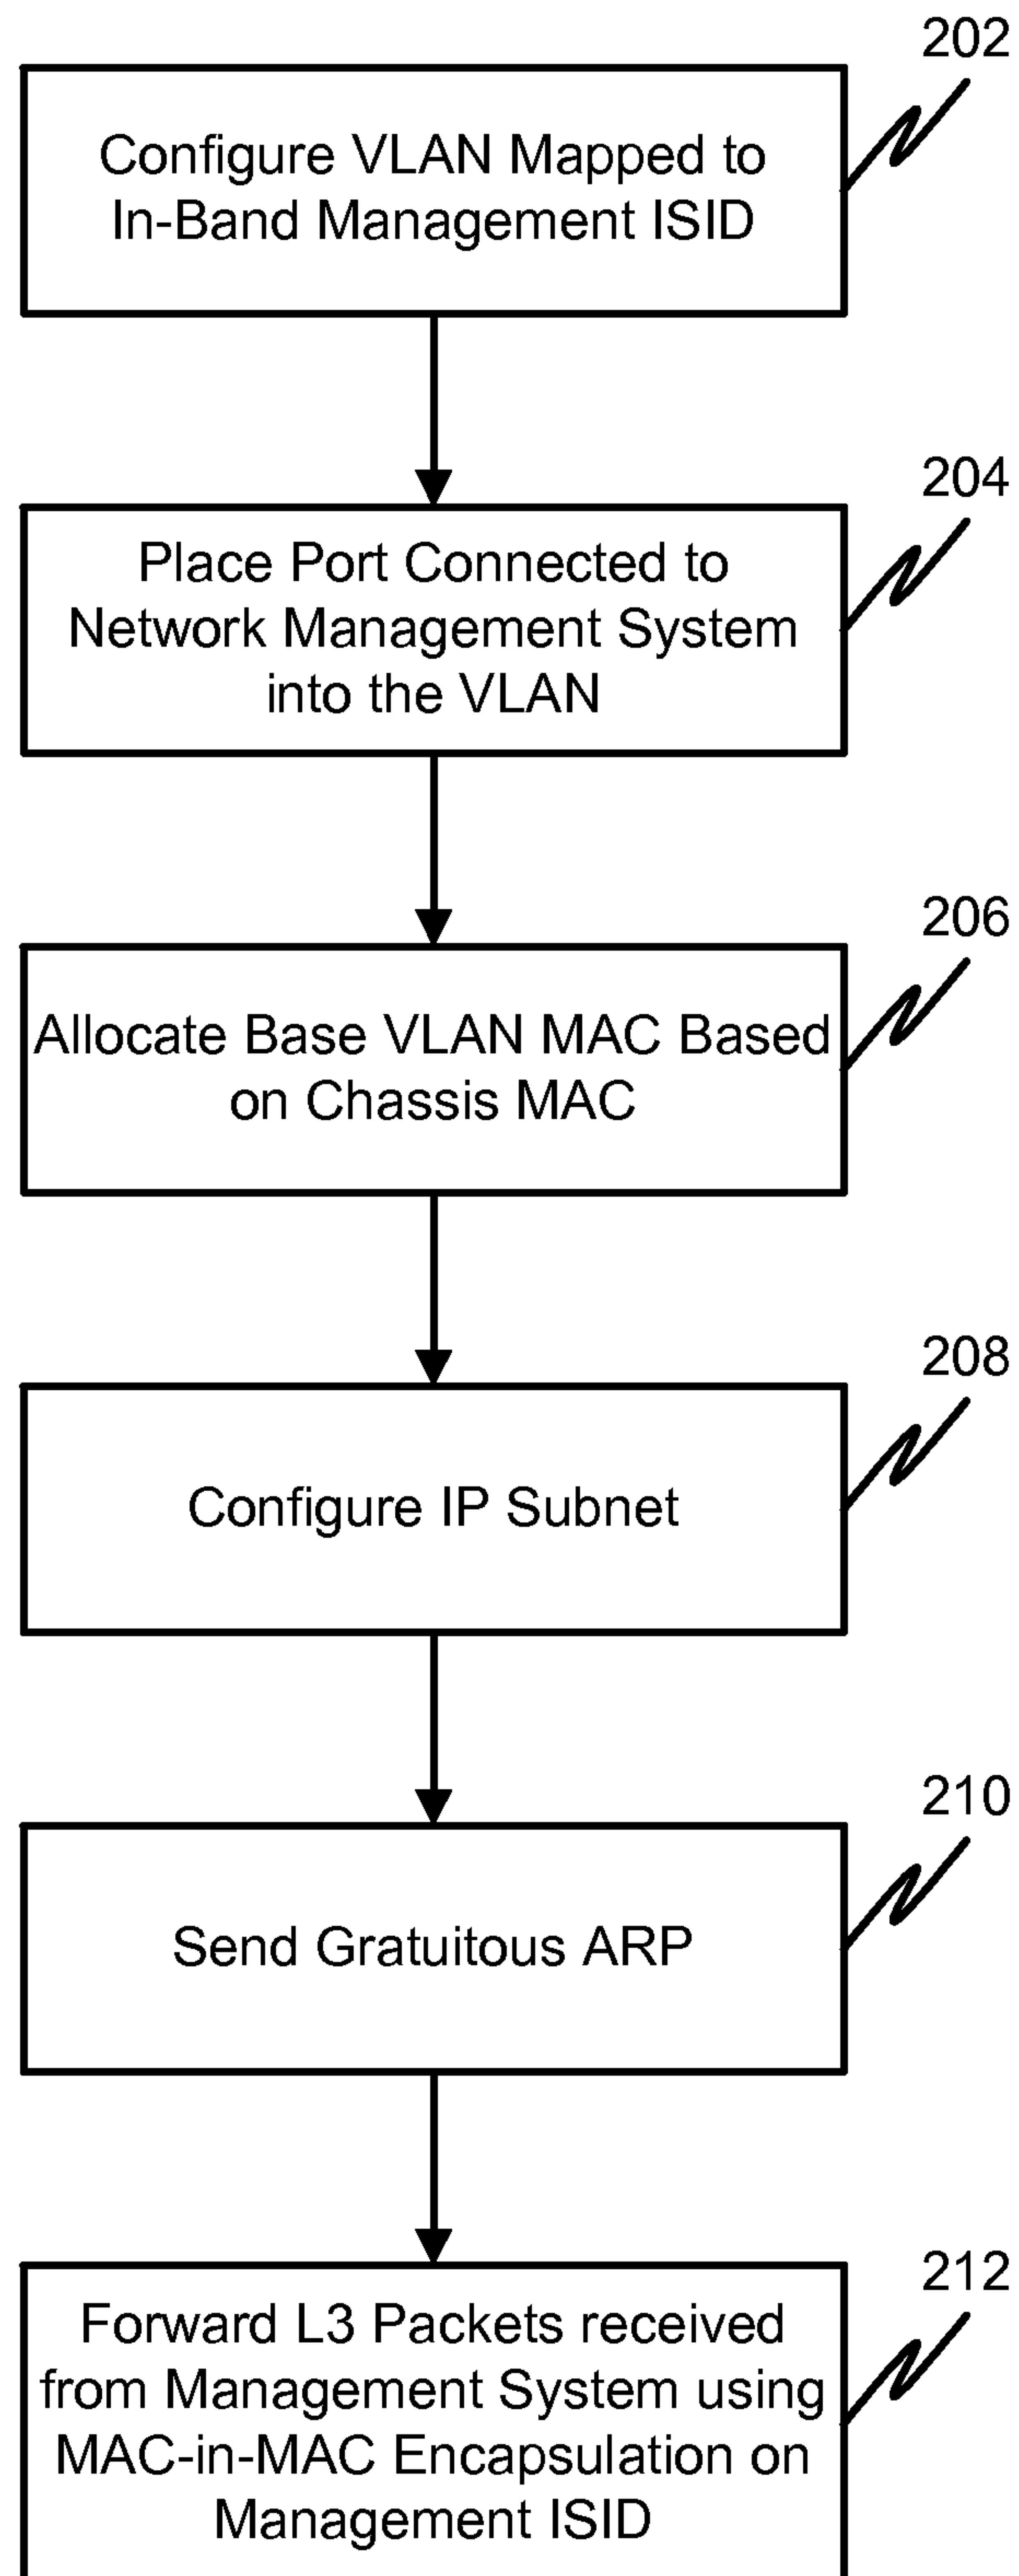 202
Configure VLAN Mapped to
In-Band Management ISID
204
Place Port Connected to
Network Management System
into the VLAN
206
Allocate Base VLAN MAC Based
on Chassis MAC
208
Configure IP Subnet
210
Send Gratuitous ARP
212
Forward L3 Packets received
from Management System using
MAC-in-MAC Encapsulation on
Management ISID